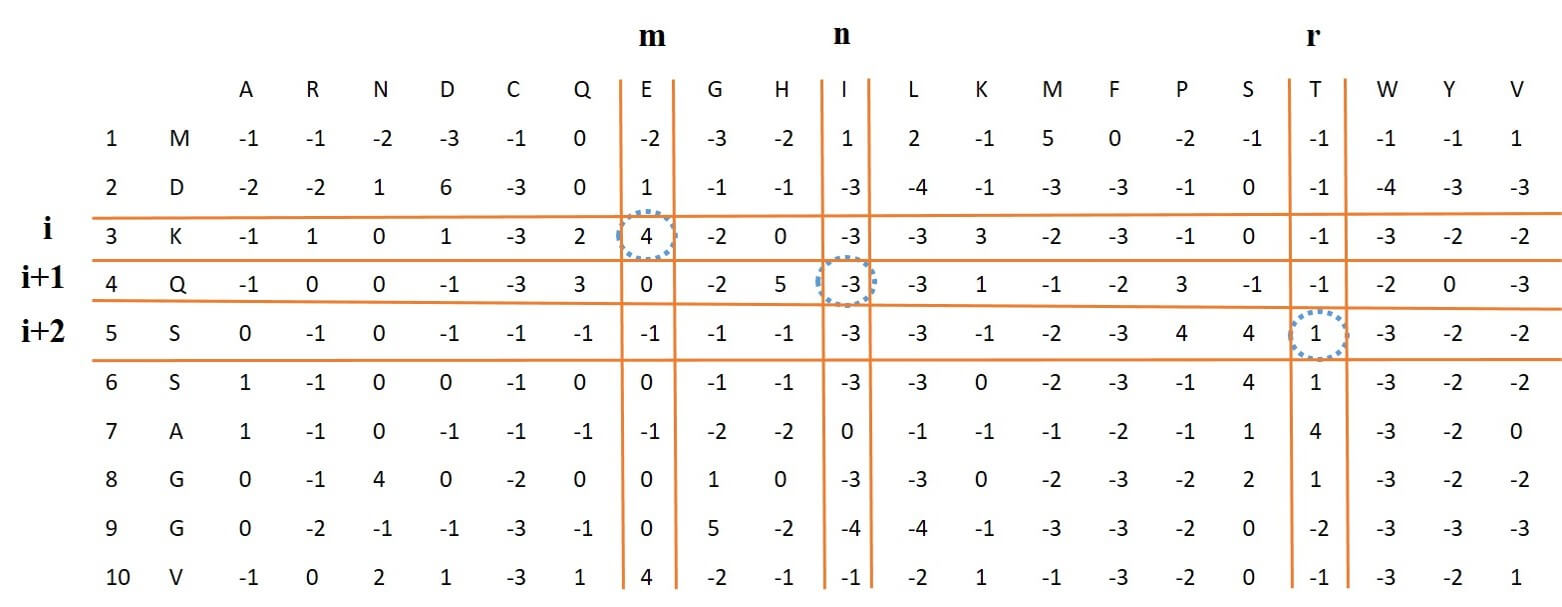 m n r
A R N D C Q E G H I L K M F P S T W Y V
1 M -1 -1 -2 -3 -1 0 -2 -3 -2 1 2 -1 5 0 -2 -1 -1 -1 -1 1
2 D -2 -2 1 6 -3 0 1 -1 -1 -3 -4 -1 -3 -3 -1 0 -1 -4 -3 -3
i 3 K -1 1 0 1 -3 2 4 -2 0 -3 -3 3 -2 -3 -1 0 -1 -3 -2 -2
i+1 4 Q -1 0 0 -1 -3 3 0 -2 5 -3 -3 1 -1 -2 3 -1 -1 -2 0 -3
i+2 5 S 0 -1 0 -1 -1 -1 -1 -1 -1 -3 -3 -1 -2 -3 4 4 1 -3 -2 -2
6 S 1 -1 0 0 -1 0 0 -1 -1 -3 -3 0 -2 -3 -1 4 1 -3 -2 -2
7 A 1 -1 0 -1 -1 -1 -1 -2 -2 0 -1 -1 -1 -2 -1 1 4 -3 -2 0
8 G 0 -1 4 0 -2 0 0 1 0 -3 -3 0 -2 -3 -2 2 1 -3 -2 -2
9 G 0 -2 -1 -1 -3 -1 0 5 -2 -4 -4 -1 -3 -3 -2 0 -2 -3 -3 -3
10 V -1 0 2 1 -3 1 4 -2 -1 -1 -2 1 -1 -3 -2 0 -1 -3 -2 1